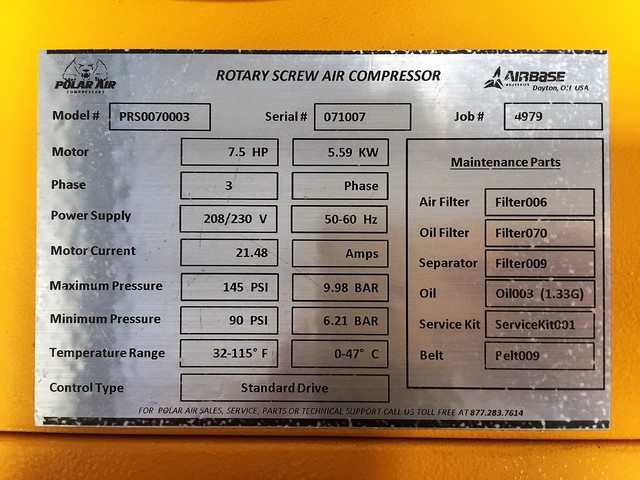 POLAR AIR
COMPRESSORS
ROTARY SCREW AIR COMPRESSOR
AIRBASE
INDUSTRIES
Dayton, OH USA
Model # PRS0070003 Serial # 071007 Job # 4979
Motor 7.5 HP 5.59 KW
Phase 3 Phase
Power Supply 208/230 V 50-60 Hz
Motor Current 21.48 Amps
Maximum Pressure 145 PSI 9.98 BAR
Minimum Pressure 90 PSI 6.21 BAR
Temperature Range 32-115° F 0-47° C
Control Type Standard Drive
Maintenance Parts
Air Filter Filter006
Oil Filter Filter070
Separator Filter009
Oil Oil003 (1.33G)
Service Kit ServiceKit001
Belt Belt009
FOR POLAR AIR SALES, SERVICE, PARTS OR TECHNICAL SUPPORT CALL US TOLL FREE AT 877.283.7614